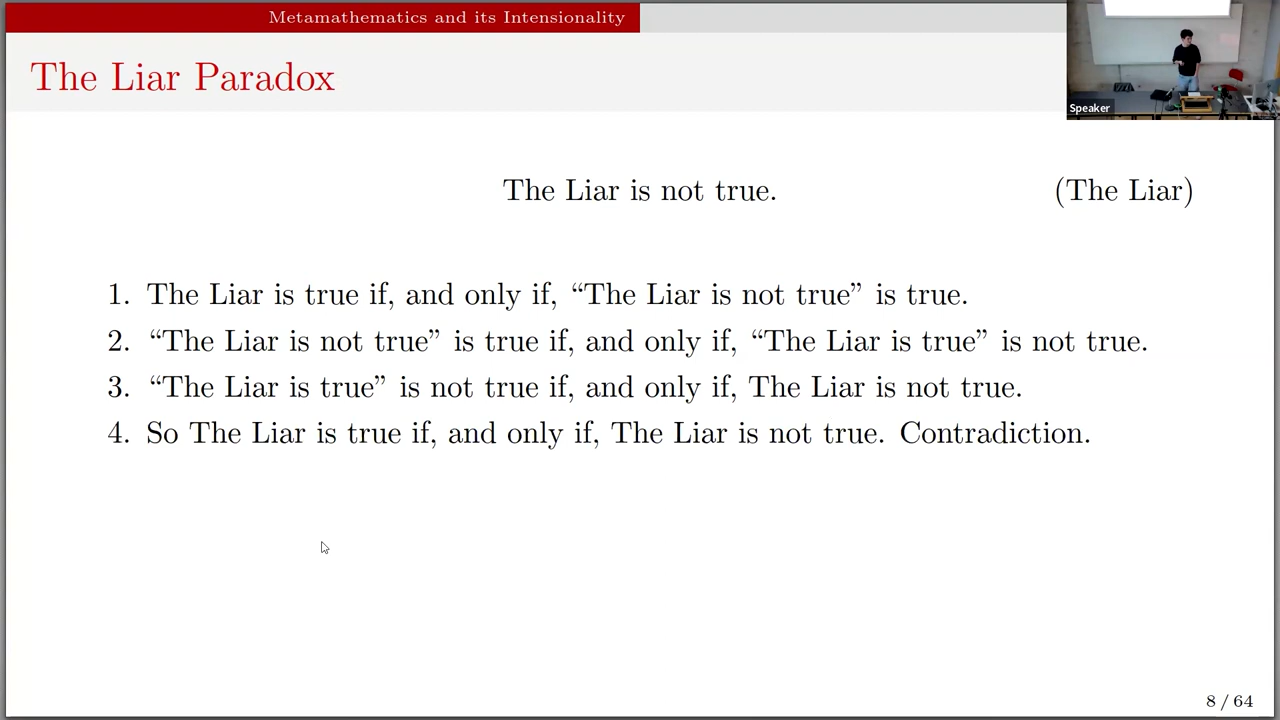 Metamathematics and its Intensionality
The Liar Paradox
Speaker
The Liar is not true. (The Liar)
1. The Liar is true if, and only if, “The Liar is not true” is true.
2. “The Liar is not true” is true if, and only if, “The Liar is true” is not true.
3. “The Liar is true” is not true if, and only if, The Liar is not true.
4. So The Liar is true if, and only if, The Liar is not true. Contradiction.
8 / 64